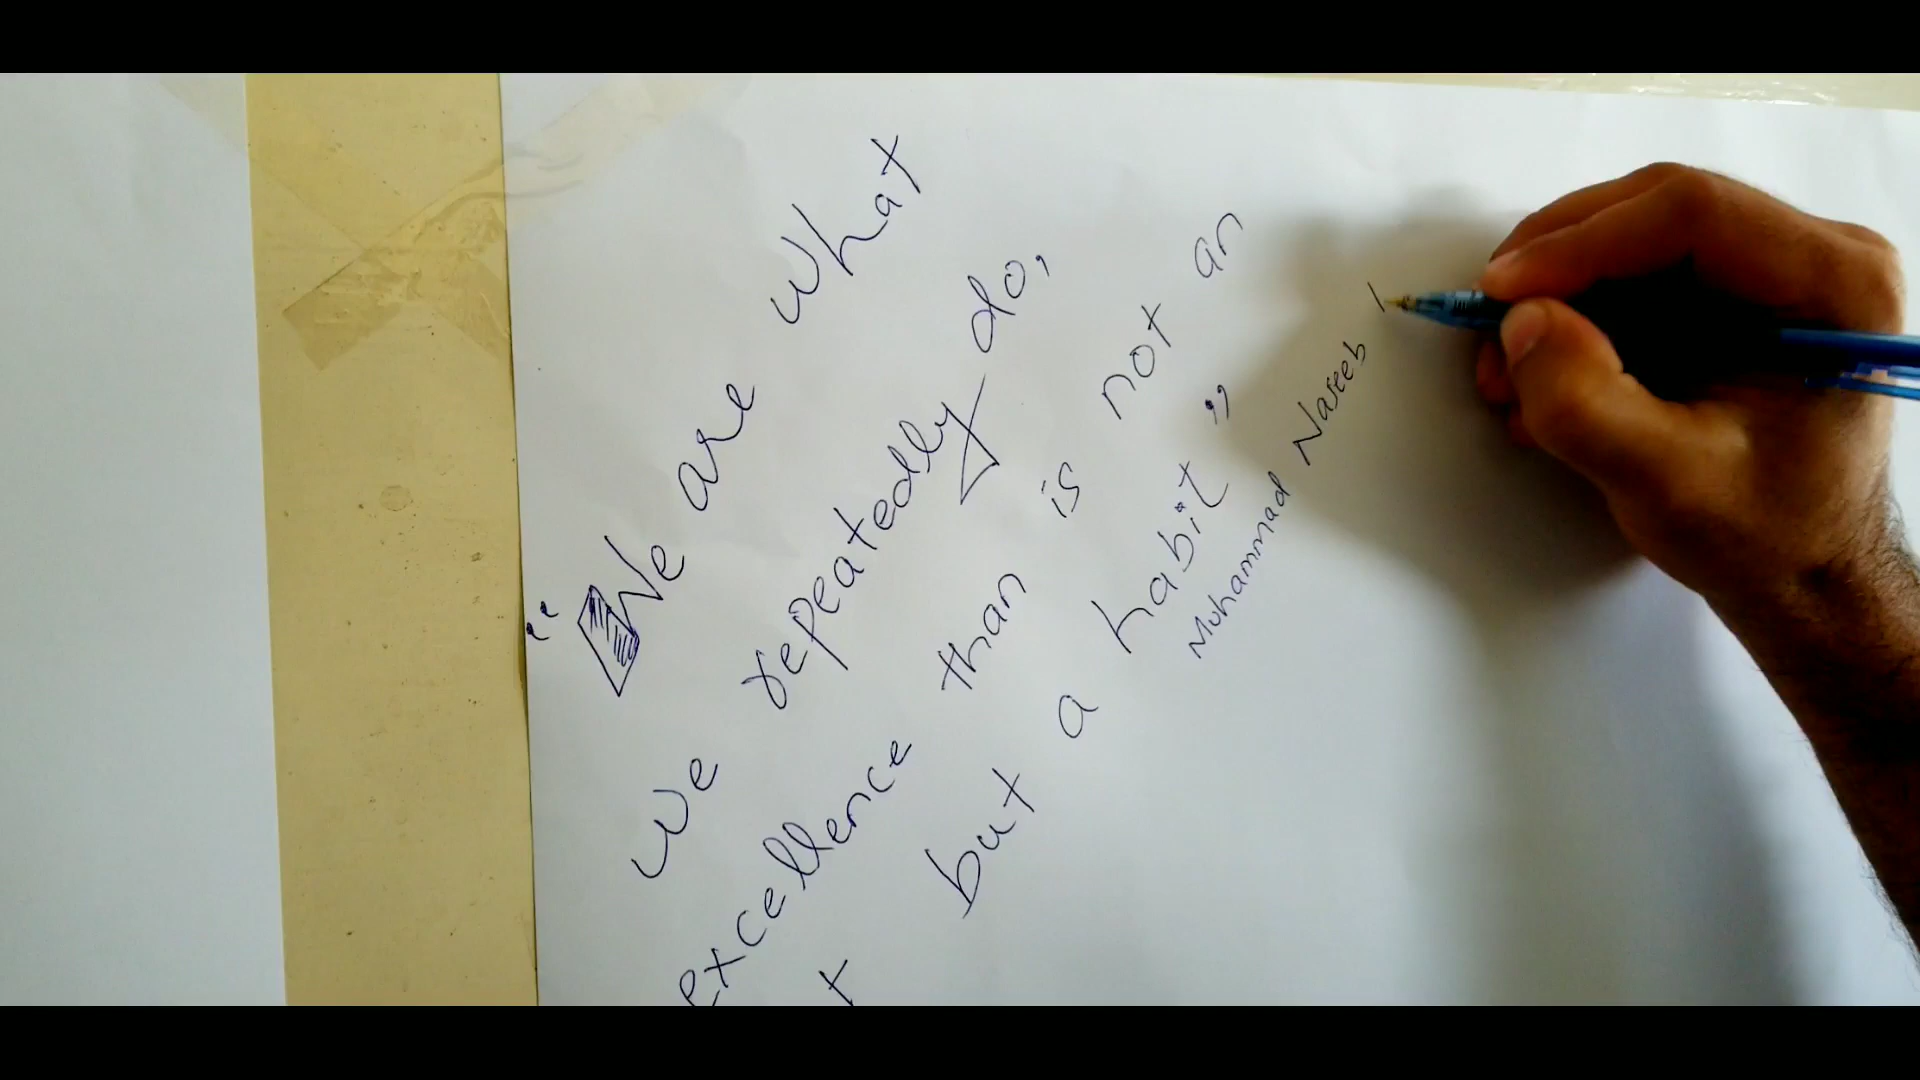 “ We are what
we repeatedly do,
excellence than is not an
t but a habit ”
Muhammad Naseeb